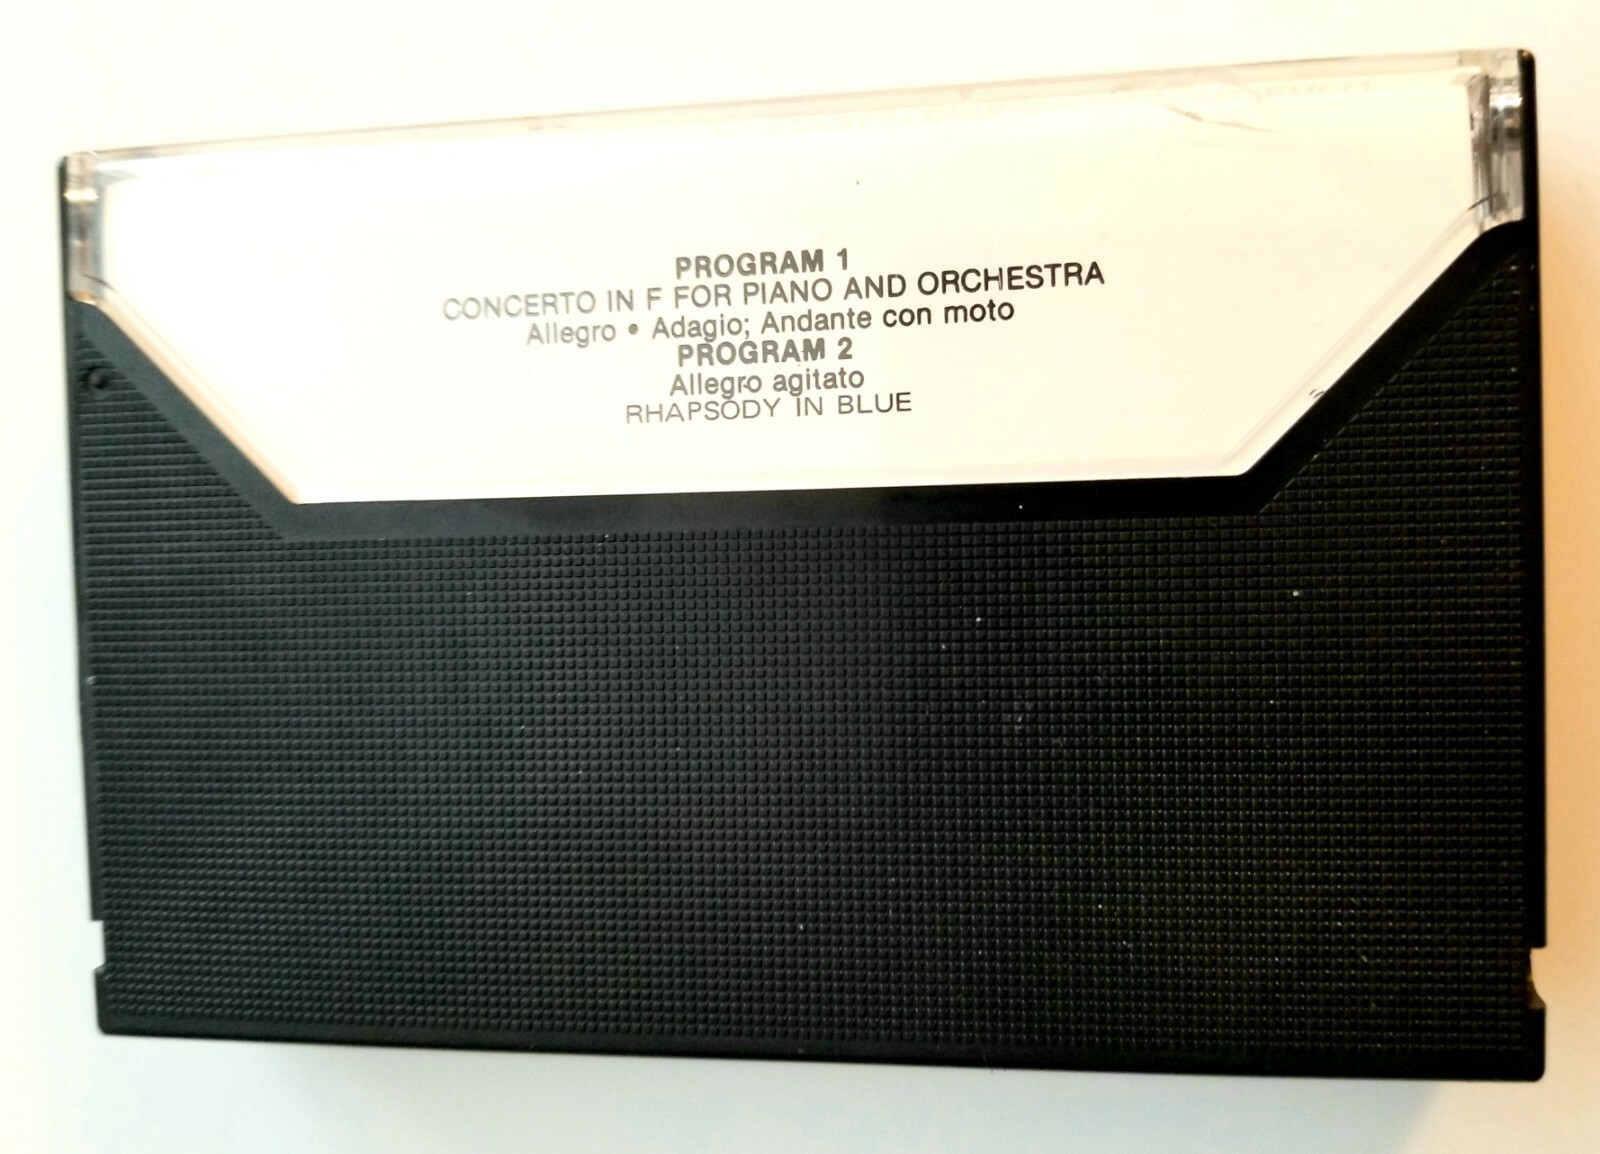 PROGRAM 1
CONCERTO IN F FOR PIANO AND ORCHESTRA
Allegro • Adagio; Andante con moto
PROGRAM 2
Allegro agitato
RHAPSODY IN BLUE